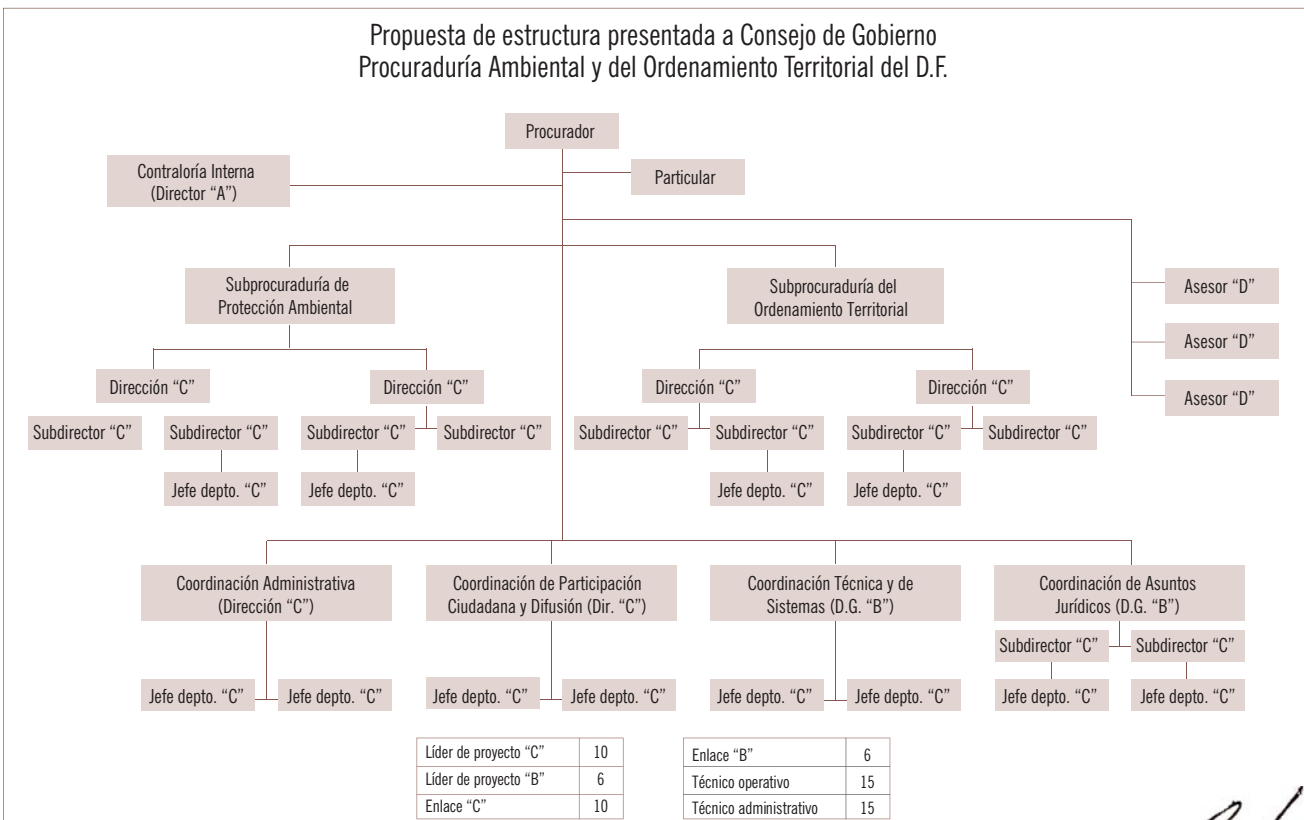 Propuesta de estructura presentada a Consejo de Gobierno
Procuraduría Ambiental y del Ordenamiento Territorial del D.F.
Procurador
Contraloría Interna
(Director “A”)
Particular
Subprocuraduría de
Protección Ambiental
Subprocuraduría del
Ordenamiento Territorial
Asesor “D”
Asesor “D”
Asesor “D”
Dirección “C”
Dirección “C”
Dirección “C”
Dirección “C”
Subdirector “C”
Subdirector “C”
Subdirector “C”
Subdirector “C”
Subdirector “C”
Subdirector “C”
Subdirector “C”
Subdirector “C”
Jefe depto. “C”
Jefe depto. “C”
Jefe depto. “C”
Jefe depto. “C”
Coordinación Administrativa
(Dirección “C”)
Coordinación de Participación
Ciudadana y Difusión (Dir. “C”)
Coordinación Técnica y de
Sistemas (D.G. “B”)
Coordinación de Asuntos
Jurídicos (D.G. “B”)
Subdirector “C”
Subdirector “C”
Jefe depto. “C”
Jefe depto. “C”
Jefe depto. “C”
Jefe depto. “C”
Jefe depto. “C”
Jefe depto. “C”
Jefe depto. “C”
Jefe depto. “C”
Líder de proyecto “C” 10
Líder de proyecto “B” 6
Enlace “C” 10
Enlace “B” 6
Técnico operativo 15
Técnico administrativo 15